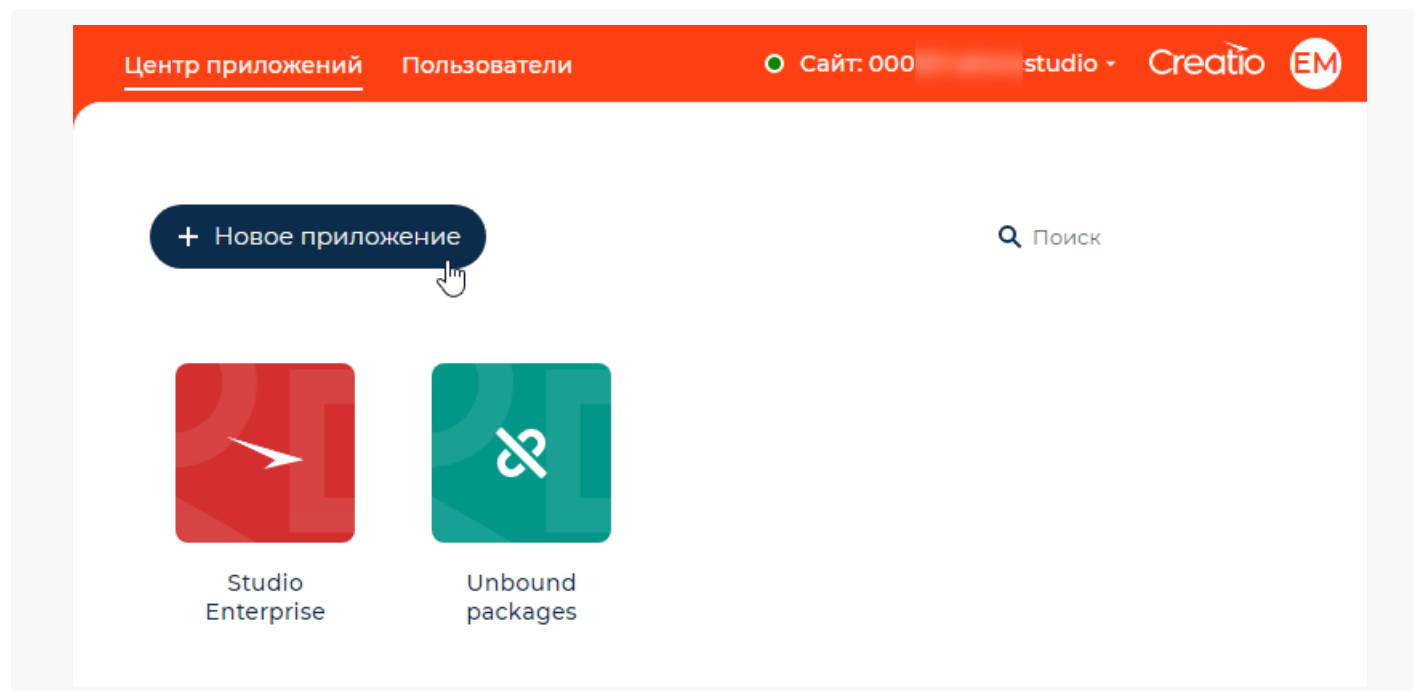 Центр приложений Пользователи Сайт: 000 studio Creatio EM
+ Новое приложение Поиск
Studio Enterprise
Unbound packages